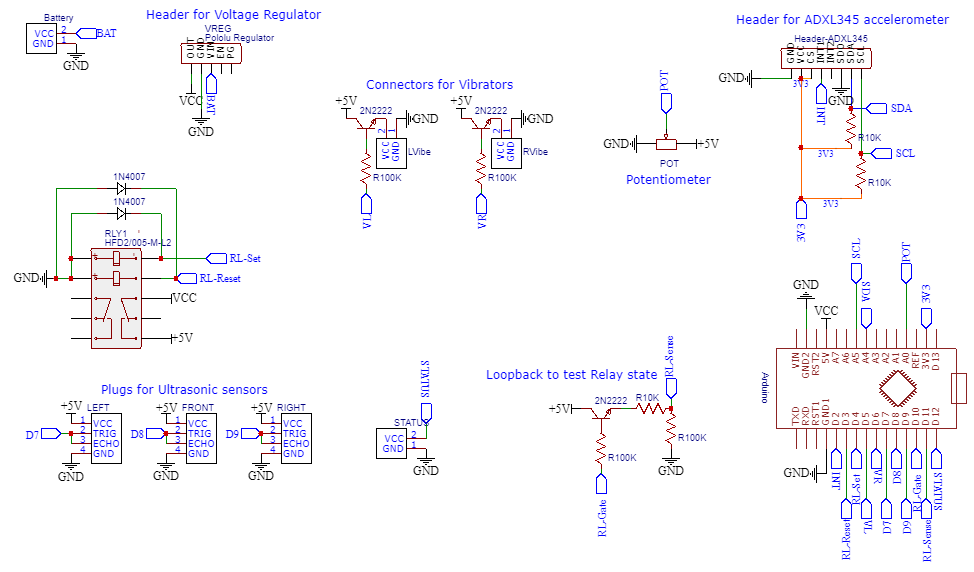 Battery
VCC 2
GND 1
BAT
GND
Header for Voltage Regulator
VREG
Pololu Regulator
OUT
GND
VIN
EN
PG
VCC
BAT
GND
Connectors for Vibrators
+5V
2N2222
GND
2
1
VCC
GND
LVibe
R100K
VL
+5V
2N2222
GND
2
1
VCC
GND
RVibe
R100K
VR
POT
GND
+5V
POT
Potentiometer
Header for ADXL345 accelerometer
Header-ADXL345
GND
VCC
CS
INT1
INT2
SDO
SDA
SCL
GND
3V3
GND
INT
SDA
R10K
3V3
SCL
R10K
3V3
3V3
1N4007
1N4007
RLY1
HFD2/005-M-L2
RL-Set
GND
RL-Reset
VCC
+5V
Plugs for Ultrasonic sensors
+5V
LEFT
1 VCC
D7
2 TRIG
3 ECHO
4 GND
GND
+5V
FRONT
1 VCC
D8
2 TRIG
3 ECHO
4 GND
GND
+5V
RIGHT
1 VCC
D9
2 TRIG
3 ECHO
4 GND
GND
STATUS
STATUS
VCC 2
GND 1
GND
Loopback to test Relay state
RL-Sense
2N2222
R10K
+5V
R100K
R100K
GND
RL-Gate
SCL
POT
GND
SDA
3V3
VCC
VIN
GND2
RST2
5V
A7
A6
A5
A4
A3
A2
A1
A0
REF
3V3
D13
Arduino
TXD
RXD
RST1
GND1
D2
D3
D4
D5
D6
D7
D8
D9
D10
D11
D12
GND
INT
RL-Set
VR
D8
RL-Gate
STATUS
RL-Reset
VL
D7
D9
RL-Sense